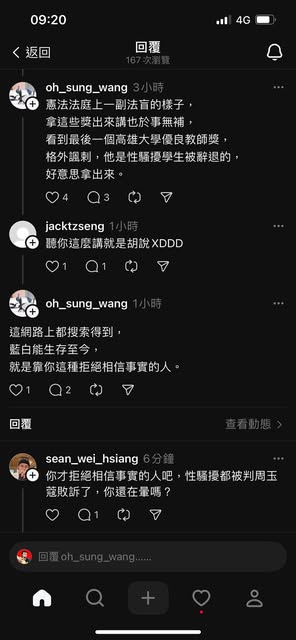 09:20
4G
69
返回
回覆
167 次瀏覽
oh_sung_wang 3小時
憲法法庭上一副法盲的樣子，
拿這些獎出來講也於事無補，
看到最後一個高雄大學優良教師獎，
格外諷刺，他是性騷擾學生被辭退的，
好意思拿出來。
4 3
jacktzseng 1小時
聽你這麼講就是胡說XDDD
1 1
oh_sung_wang 1小時
這網路上都搜索得到，
藍白能生存至今，
就是靠你這種拒絕相信事實的人。
1 2
回覆 查看動態
sean_wei_hsiang 6分鐘
你才拒絕相信事實的人吧，性騷擾都被判周玉
蔻敗訴了，你還在暈嗎？
1
回覆 oh_sung_wang......